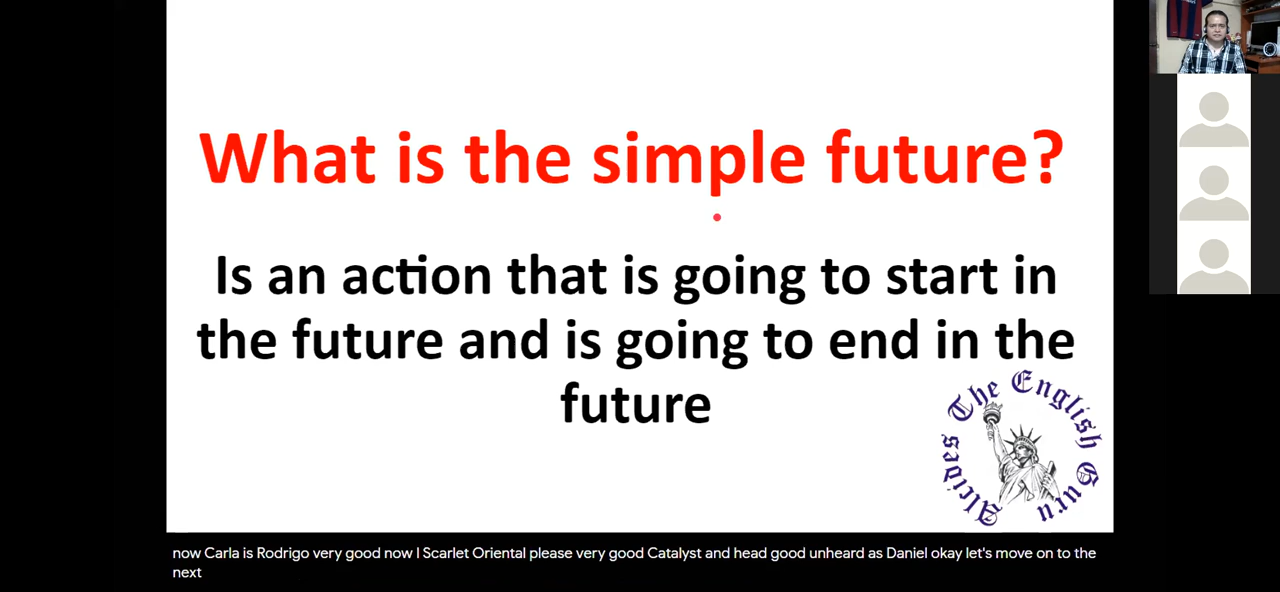 What is the simple future?
Is an action that is going to start in
the future and is going to end in the
future
Alcides The English Guru
now Carla is Rodrigo very good now I Scarlet Oriental please very good Catalyst and head good unheard as Daniel okay let's move on to the
next